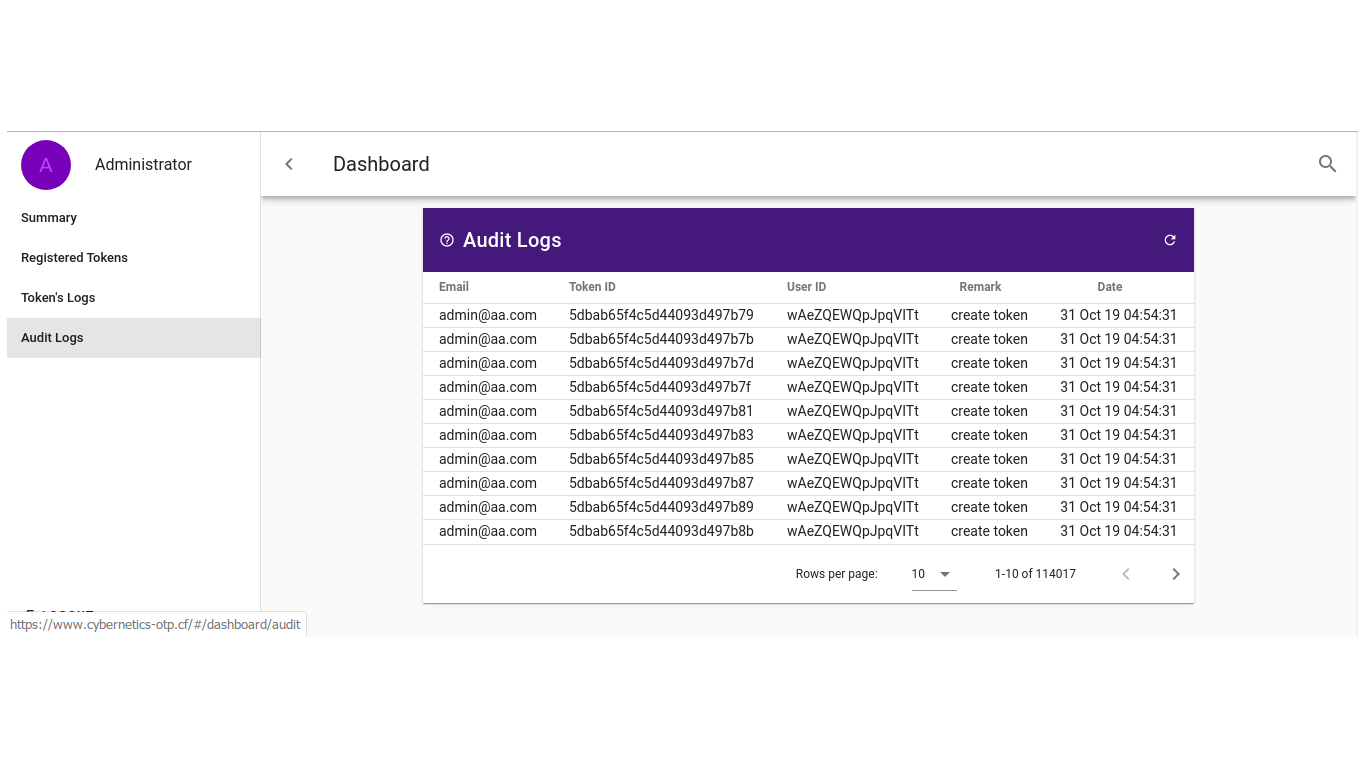 A
Administrator
Dashboard
Summary
Registered Tokens
Token's Logs
Audit Logs
Audit Logs
Email Token ID User ID Remark Date
admin@aa.com 5dbab65f4c5d44093d497b79 wAeZQEWQpJpqVITt create token 31 Oct 19 04:54:31
admin@aa.com 5dbab65f4c5d44093d497b7b wAeZQEWQpJpqVITt create token 31 Oct 19 04:54:31
admin@aa.com 5dbab65f4c5d44093d497b7d wAeZQEWQpJpqVITt create token 31 Oct 19 04:54:31
admin@aa.com 5dbab65f4c5d44093d497b7f wAeZQEWQpJpqVITt create token 31 Oct 19 04:54:31
admin@aa.com 5dbab65f4c5d44093d497b81 wAeZQEWQpJpqVITt create token 31 Oct 19 04:54:31
admin@aa.com 5dbab65f4c5d44093d497b83 wAeZQEWQpJpqVITt create token 31 Oct 19 04:54:31
admin@aa.com 5dbab65f4c5d44093d497b85 wAeZQEWQpJpqVITt create token 31 Oct 19 04:54:31
admin@aa.com 5dbab65f4c5d44093d497b87 wAeZQEWQpJpqVITt create token 31 Oct 19 04:54:31
admin@aa.com 5dbab65f4c5d44093d497b89 wAeZQEWQpJpqVITt create token 31 Oct 19 04:54:31
admin@aa.com 5dbab65f4c5d44093d497b8b wAeZQEWQpJpqVITt create token 31 Oct 19 04:54:31
Rows per page: 10 1-10 of 114017
https://www.cybernetics-otp.cf/#/dashboard/audit